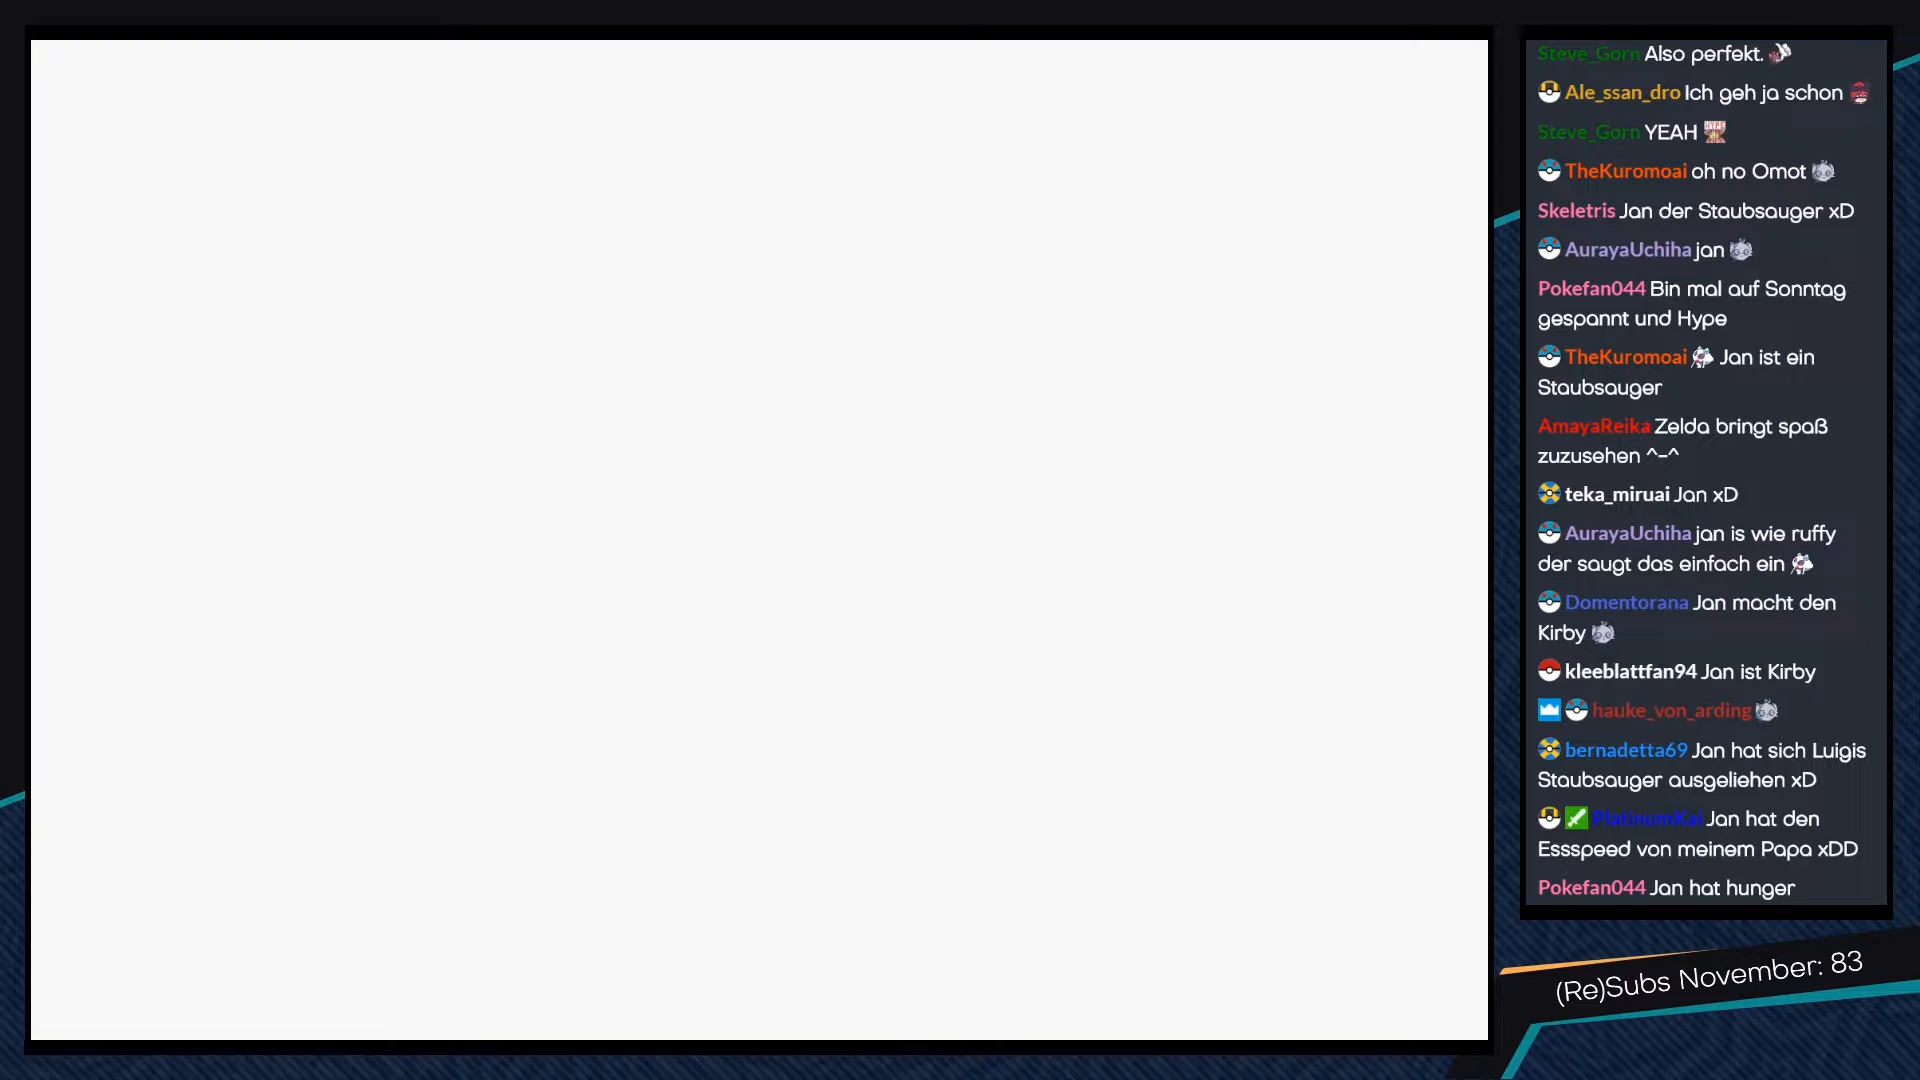 Steve_Gorn Also perfekt.
Ale_ssan_dro Ich geh ja schon
Steve_Gorn YEAH
TheKuromoai oh no Omot
Skeletris Jan der Staubsauger xD
AurayaUchiha jan
Pokefan044 Bin mal auf Sonntag
gespannt und Hype
TheKuromoai Jan ist ein
Staubsauger
AmayaReika Zelda bringt spaß
zuzusehen ^-^
teka_miruai Jan xD
AurayaUchiha jan is wie ruffy
der saugt das einfach ein
Domentorana Jan macht den
Kirby
kleeblattfan94 Jan ist Kirby
hauke_von_arding
bernadetta69 Jan hat sich Luigis
Staubsauger ausgeliehen xD
PlatinumKai Jan hat den
Essspeed von meinem Papa xDD
Pokefan044 Jan hat hunger
(Re)Subs November: 83